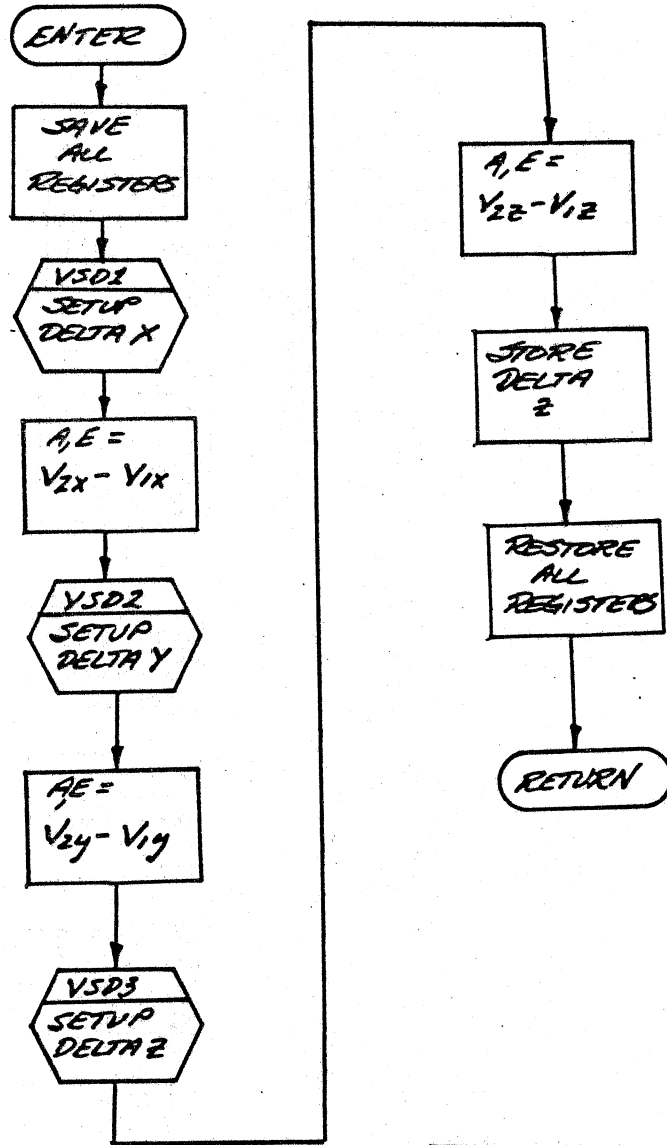 ENTER
SAVE
ALL
REGISTERS
VSD1
SETUP
DELTA X
A,E =
V2X - V1X
VSD2
SETUP
DELTA Y
A,E =
V2y - V1y
VSD3
SETUP
DELTA Z
A,E =
V2Z - V1Z
STORE
DELTA
Z
RESTORE
ALL
REGISTERS
RETURN